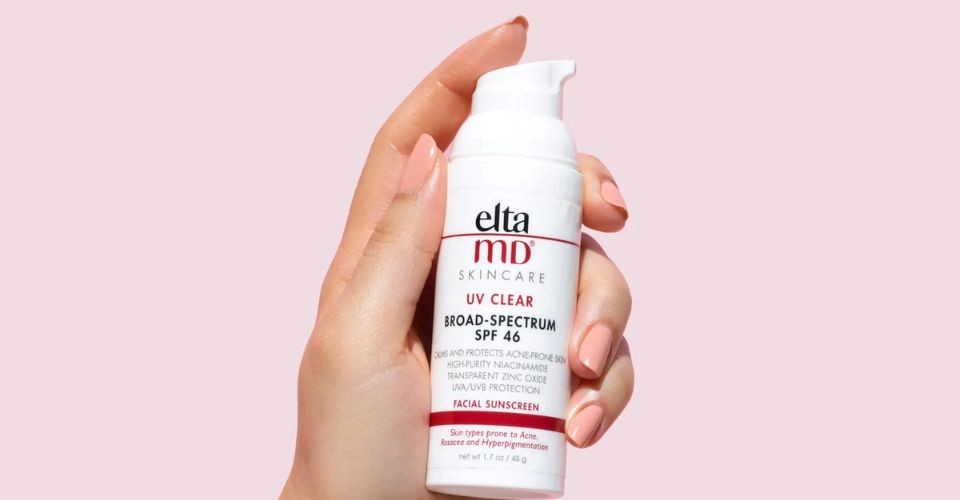 elta
MD®
SKINCARE
UV CLEAR
BROAD-SPECTRUM
SPF 46
CALMS AND PROTECTS ACNE-PRONE SKIN
HIGH-PURITY NIACINAMIDE
TRANSPARENT ZINC OXIDE
UVA/UVB PROTECTION
FACIAL SUNSCREEN
Skin types prone to Acne,
Rosacea and Hyperpigmentation
net wt 1.7 oz / 48 g